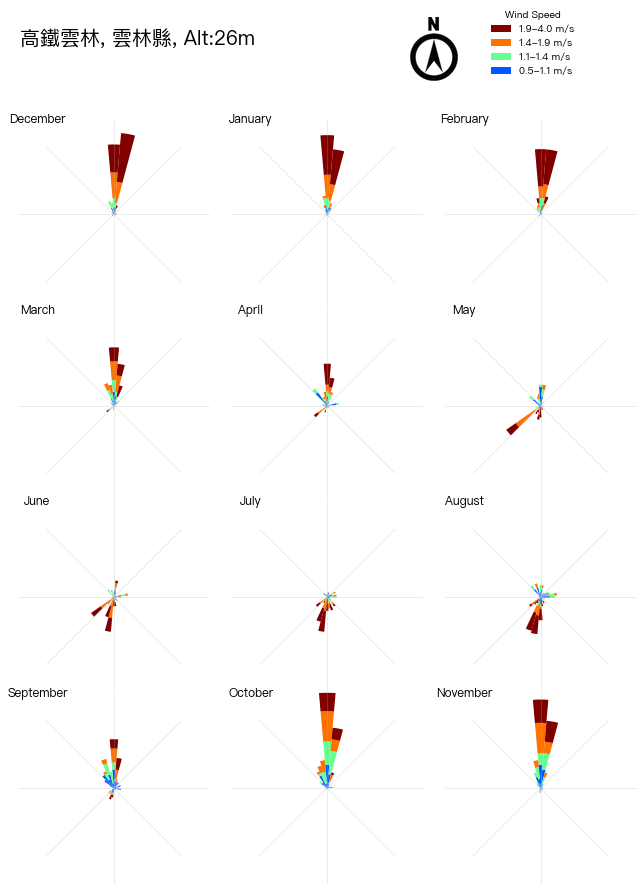 高鐵雲林, 雲林縣, Alt:26m
N
Wind Speed
1.9–4.0 m/s
1.4–1.9 m/s
1.1–1.4 m/s
0.5–1.1 m/s
December
January
February
March
April
May
June
July
August
September
October
November